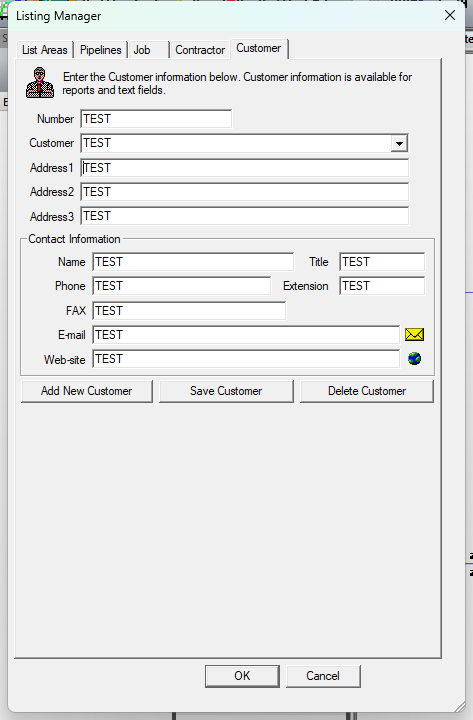 Listing Manager
List Areas Pipelines Job Contractor Customer
Enter the Customer information below. Customer information is available for
reports and text fields.
Number TEST
Customer TEST
Address1 TEST
Address2 TEST
Address3 TEST
Contact Information
Name TEST Title TEST
Phone TEST Extension TEST
FAX TEST
E-mail TEST
Web-site TEST
Add New Customer Save Customer Delete Customer
OK Cancel